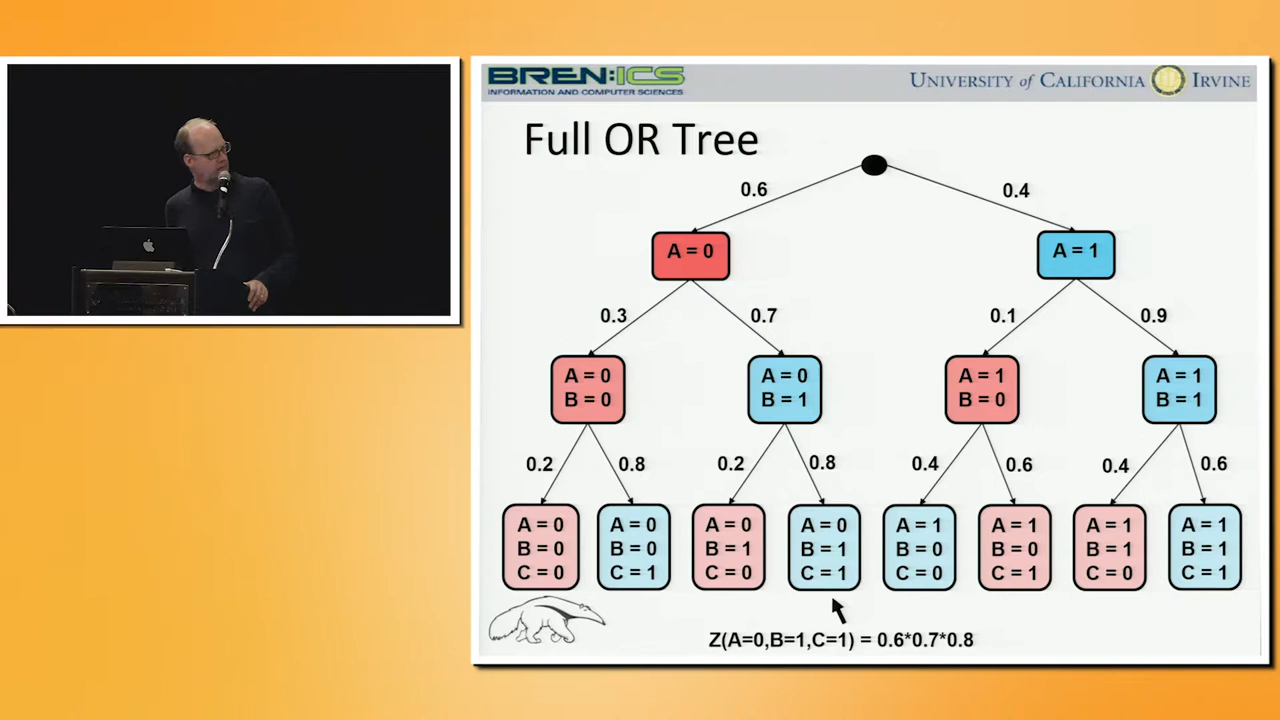 BREN:ICS
INFORMATION AND COMPUTER SCIENCES
UNIVERSITY of CALIFORNIA IRVINE
Full OR Tree
0.6
0.4
A = 0
A = 1
0.3
0.7
0.1
0.9
A = 0
B = 0
A = 0
B = 1
A = 1
B = 0
A = 1
B = 1
0.2
0.8
0.2
0.8
0.4
0.6
0.4
0.6
A = 0
B = 0
C = 0
A = 0
B = 0
C = 1
A = 0
B = 1
C = 0
A = 0
B = 1
C = 1
A = 1
B = 0
C = 0
A = 1
B = 0
C = 1
A = 1
B = 1
C = 0
A = 1
B = 1
C = 1
Z(A=0,B=1,C=1) = 0.6*0.7*0.8